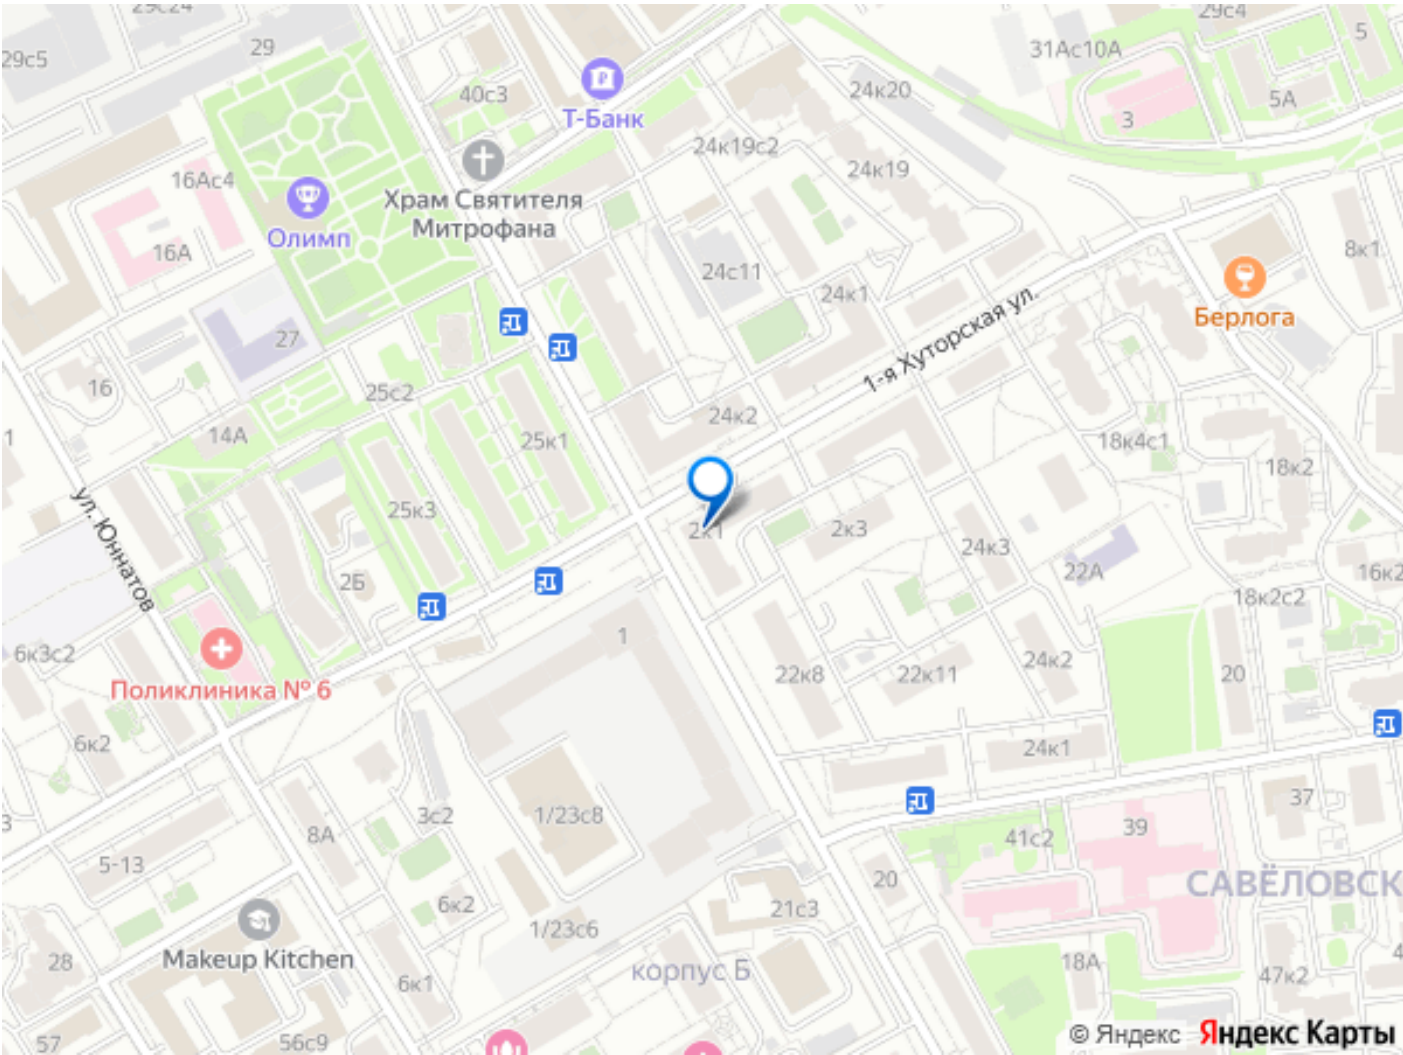 29с24
29с4
5
29
29с5
31Ас10А
40с3
24к20
5А
Т-Банк
3
24к19с2
24к19
16Ас4
Храм Святителя
Митрофана
Олимп
16А
8к1
24с11
24к1
Берлога
27
1-я Хуторская ул.
16
25с2
24к2
14А
25к1
18к4с1
18к2
1
ул. Юннатов
25к3
2к1
2к3
24к3
22А
16к2
2Б
18к2с2
1
6к3с2
24к2
22к8
22к11
20
Поликлиника № 6
6к2
24к1
37
3
1/23с8
3с2
8А
39
41с2
5-13
20
САВЁЛОВСК
6к2
21с3
1/23с6
Makeup Kitchen
28
корпус Б
18А
47к2
4
6к1
57
56с9
© Яндекс Яндекс Карты